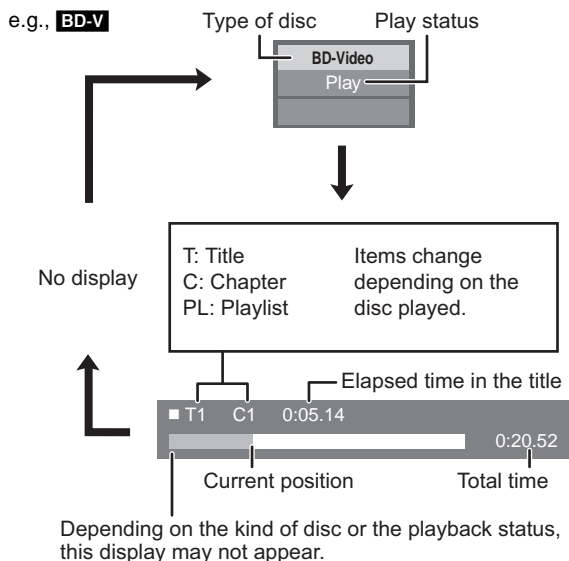 e.g., BD-V
Type of disc
Play status
BD-Video
Play
T: Title
C: Chapter
PL: Playlist
Items change
depending on the
disc played.
No display
Elapsed time in the title
T1 C1 0:05.14
0:20.52
Current position
Total time
Depending on the kind of disc or the playback status,
this display may not appear.